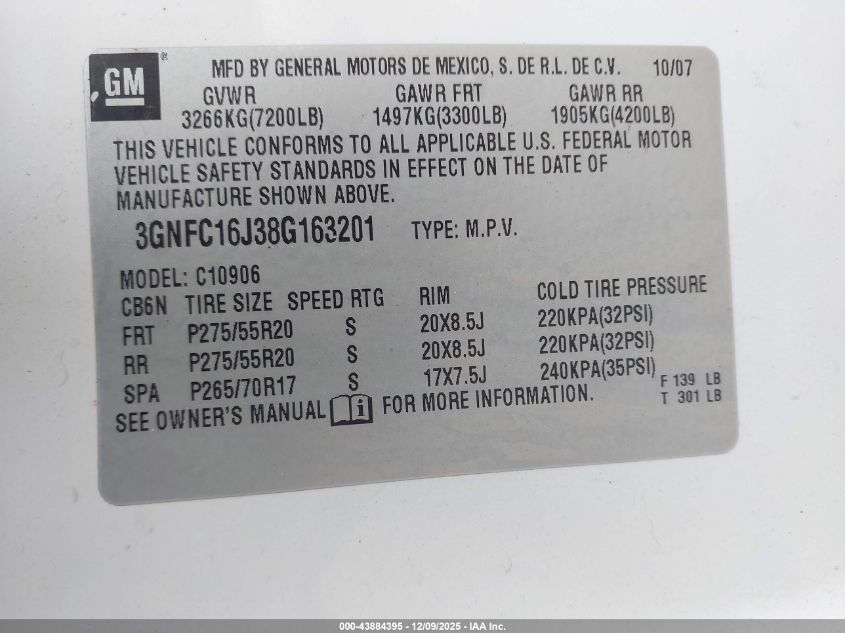 GM ® MFD BY GENERAL MOTORS DE MEXICO, S. DE R.L. DE C.V. 10/07
GVWR GAWR FRT GAWR RR
3266KG(7200LB) 1497KG(3300LB) 1905KG(4200LB)
THIS VEHICLE CONFORMS TO ALL APPLICABLE U.S. FEDERAL MOTOR
VEHICLE SAFETY STANDARDS IN EFFECT ON THE DATE OF
MANUFACTURE SHOWN ABOVE.
3GNFC16J38G163201 TYPE: M.P.V.
MODEL: C10906
CB6N TIRE SIZE SPEED RTG RIM COLD TIRE PRESSURE
FRT P275/55R20 S 20X8.5J 220KPA(32PSI)
RR P275/55R20 S 20X8.5J 220KPA(32PSI)
SPA P265/70R17 S 17X7.5J 240KPA(35PSI)
F 139 LB
SEE OWNER'S MANUAL i FOR MORE INFORMATION. T 301 LB
000-43884395 - 12/09/2025 - IAA Inc.